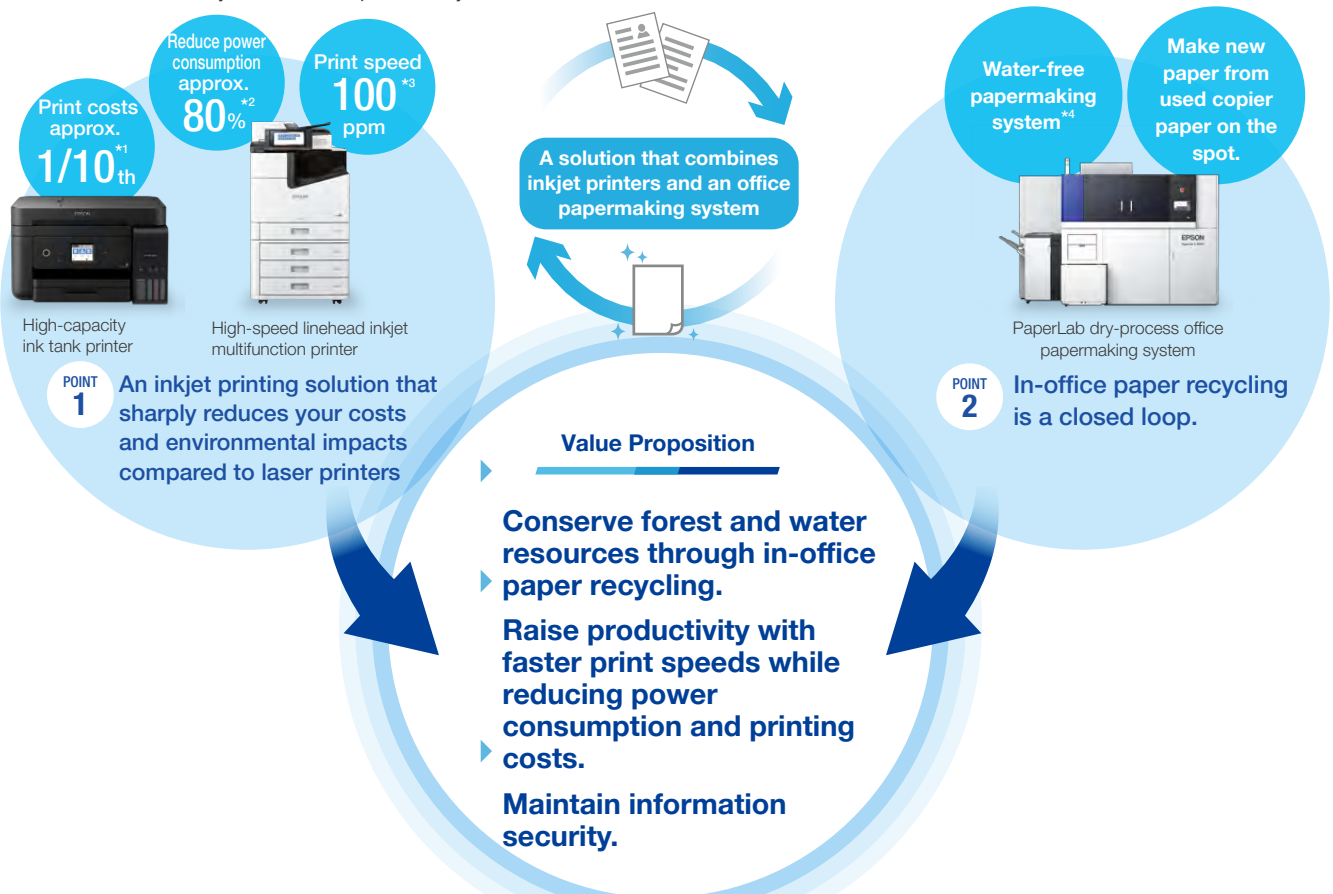 Reduce power
consumption
approx.
80%*2
Print speed
100*3
ppm
Print costs
approx.
1/10th*1
EPSON
EPSON
High-capacity
ink tank printer
High-speed linehead inkjet
multifunction printer
POINT
1
An inkjet printing solution that
sharply reduces your costs
and environmental impacts
compared to laser printers
A solution that combines
inkjet printers and an office
papermaking system
Water-free
papermaking
system*4
Make new
paper from
used copier
paper on the
spot.
EPSON
PaperLab dry-process office
papermaking system
POINT
2
In-office paper recycling
is a closed loop.
Value Proposition
Conserve forest and water
resources through in-office
paper recycling.
Raise productivity with
faster print speeds while
reducing power
consumption and printing
costs.
Maintain information
security.